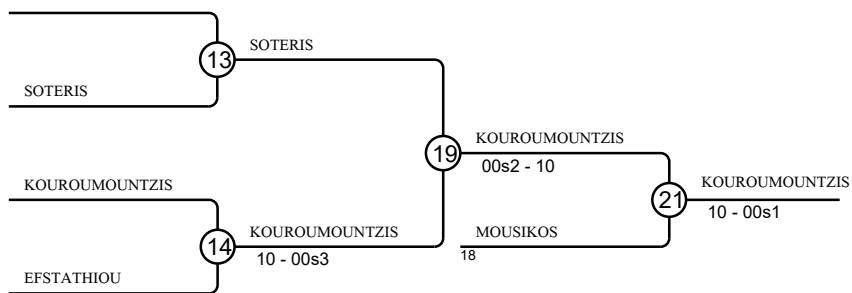 13
SOTERIS
SOTERIS
19
KOUROUMOUNTZIS
00s2 - 10
KOUROUMOUNTZIS
14
KOUROUMOUNTZIS
10 - 00s3
EFSTATHIOU
21
KOUROUMOUNTZIS
10 - 00s1
MOUSIKOS
18